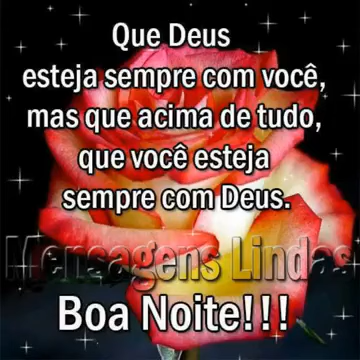 Que Deus
esteja sempre com você,
mas que acima de tudo,
que você esteja
sempre com Deus.
Mensagens Lindas
Boa Noite!!!